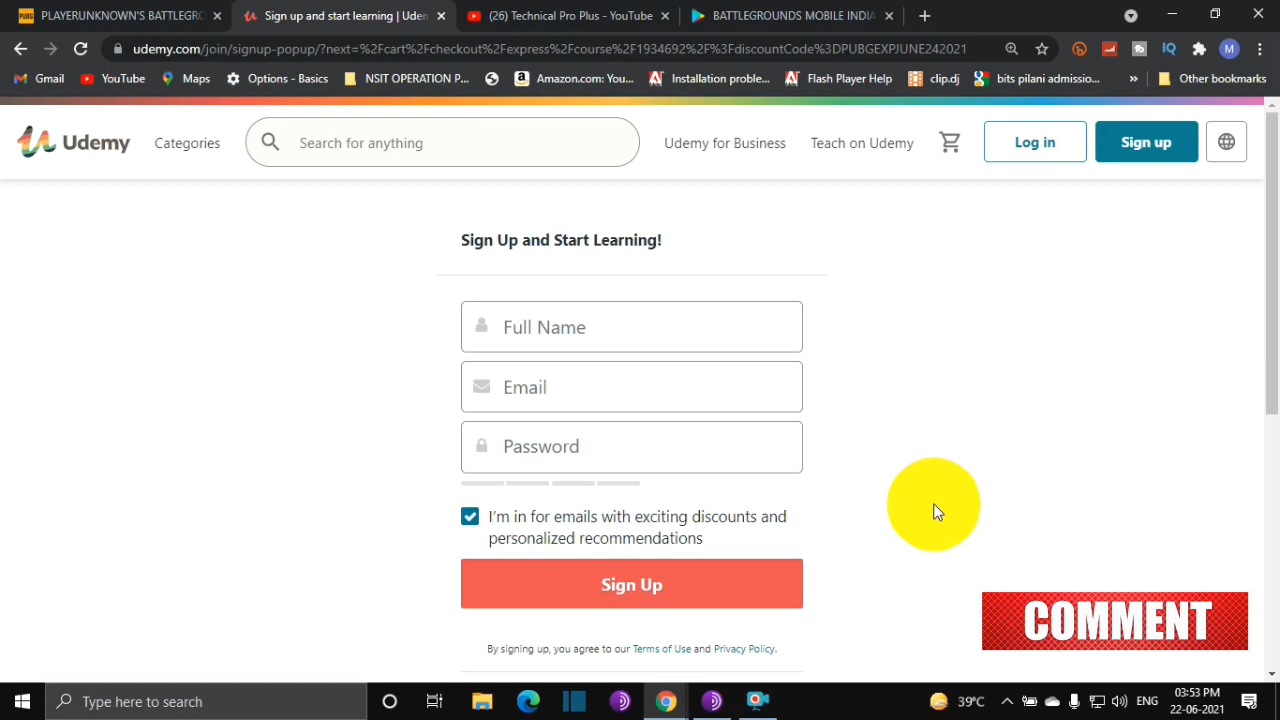 PLAYERUNKNOWN'S BATTLEGRO
Sign up and start learning | Udem
(26) Technical Pro Plus - YouTube
BATTLEGROUNDS MOBILE INDIA
udemy.com/join/signup-popup/?next=%2Fcart%2Fcheckout%2Fexpress%2Fcourse%2F1934692%2F%3FdiscountCode%3DPUBGEXPJUNE242021
IQ
M
Gmail
YouTube
Maps
Options - Basics
NSIT OPERATION P...
Amazon.com: You...
Installation proble...
Flash Player Help
clip.dj
bits pilani admissio...
»
Other bookmarks
Udemy
Categories
Search for anything
Udemy for Business
Teach on Udemy
Log in
Sign up
Sign Up and Start Learning!
Full Name
Email
Password
I'm in for emails with exciting discounts and
personalized recommendations
Sign Up
COMMENT
By signing up, you agree to our Terms of Use and Privacy Policy.
Type here to search
39°C
ENG
03:53 PM
22-06-2021